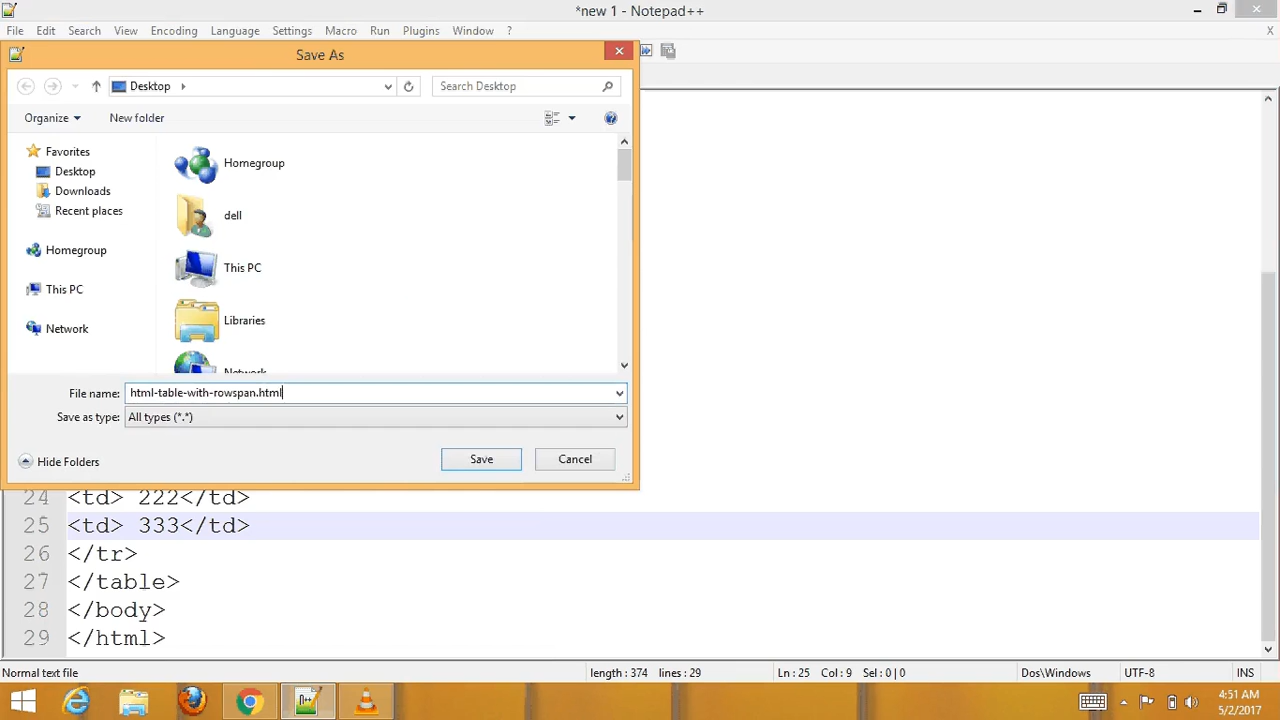 *new 1 - Notepad++
File Edit Search View Encoding Language Settings Macro Run Plugins Window ? X
Save As
Desktop
Search Desktop
Organize New folder
Favorites
Desktop
Downloads
Recent places
Homegroup
This PC
Network
Homegroup
dell
This PC
Libraries
Network
File name: html-table-with-rowspan.html
Save as type: All types (*.*)
Hide Folders Save Cancel
24 <td> 222</td>
25 <td> 333</td>
26 </tr>
27 </table>
28 </body>
29 </html>
Normal text file length : 374 lines : 29 Ln : 25 Col : 9 Sel : 0 | 0 Dos\Windows UTF-8 INS
4:51 AM
5/2/2017